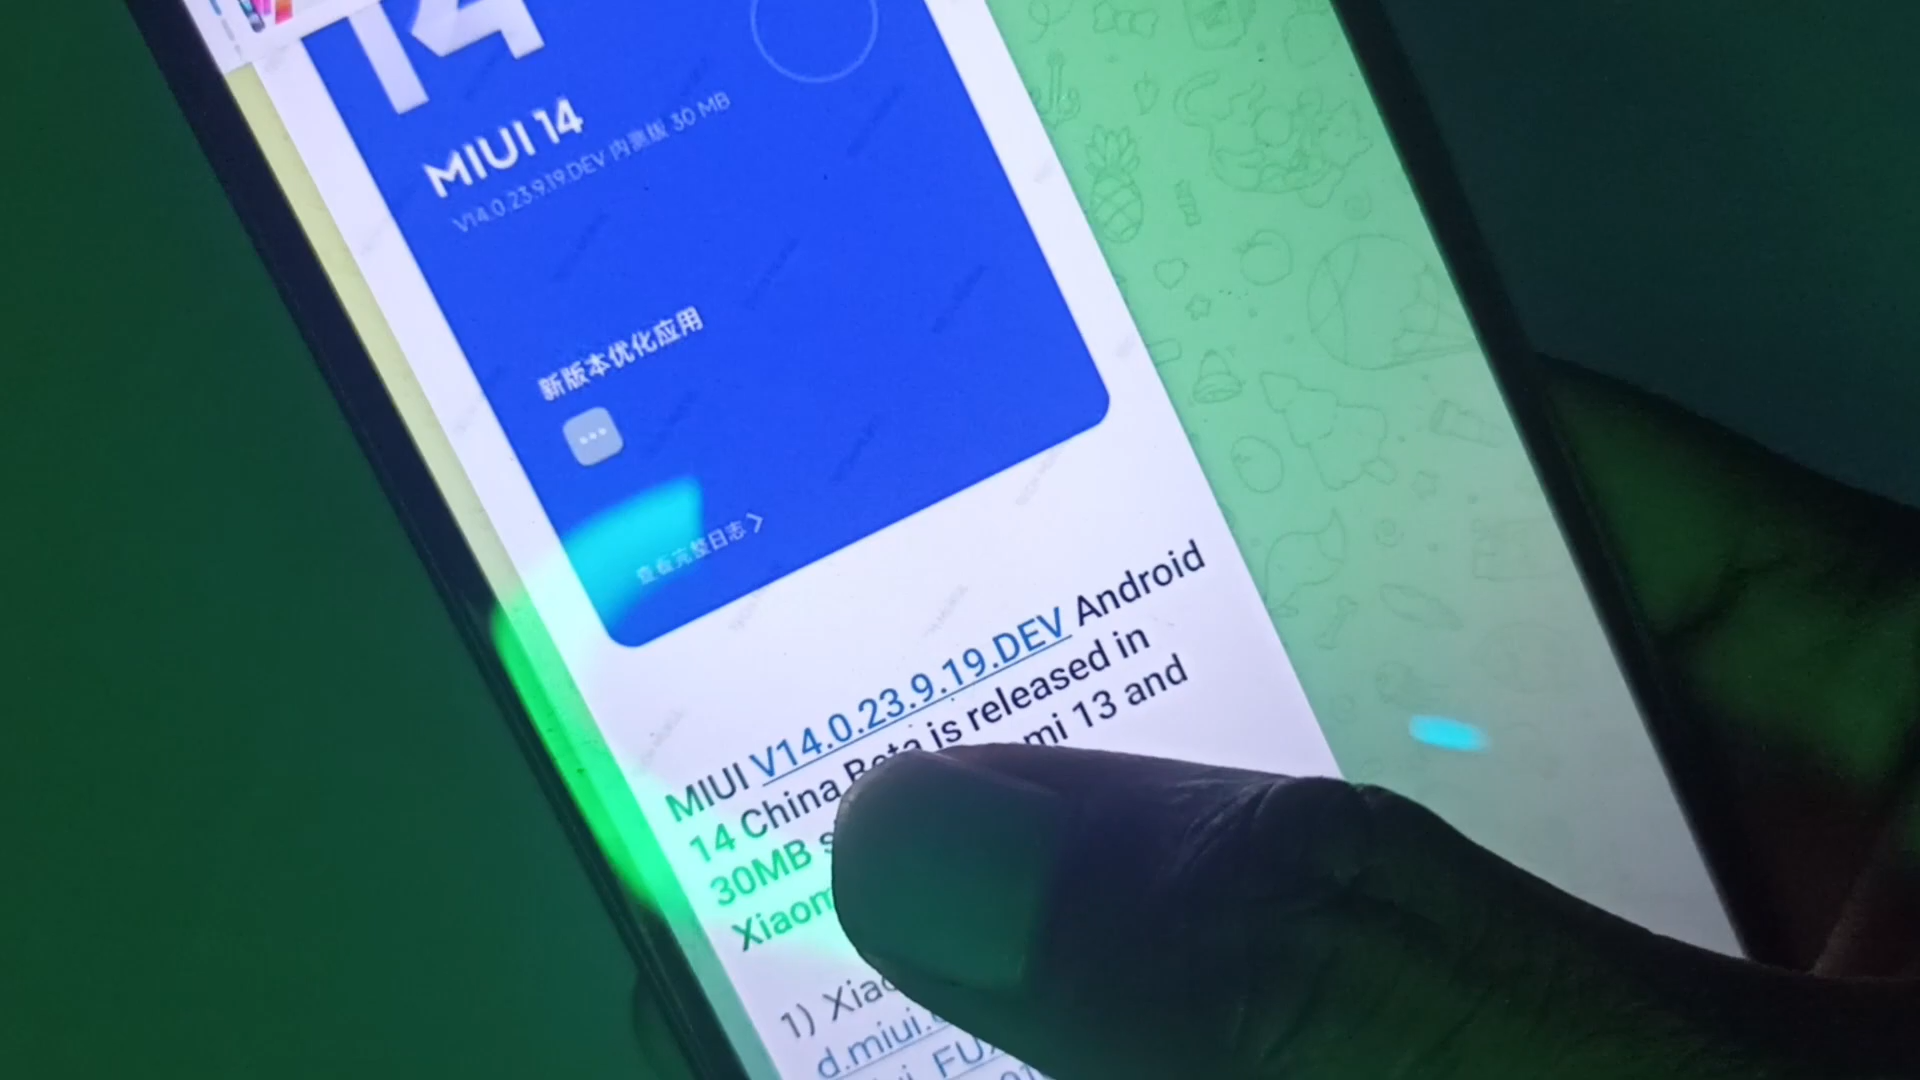 14
MIUI 14
V14.0.23.9.19.DEV 内测版 30 MB
新版本优化应用
查看完整日志
MIUI V14.0.23.9.19.DEV Android
14 China Beta is released in
30MB mi 13 and
1)
d.miui.
FU